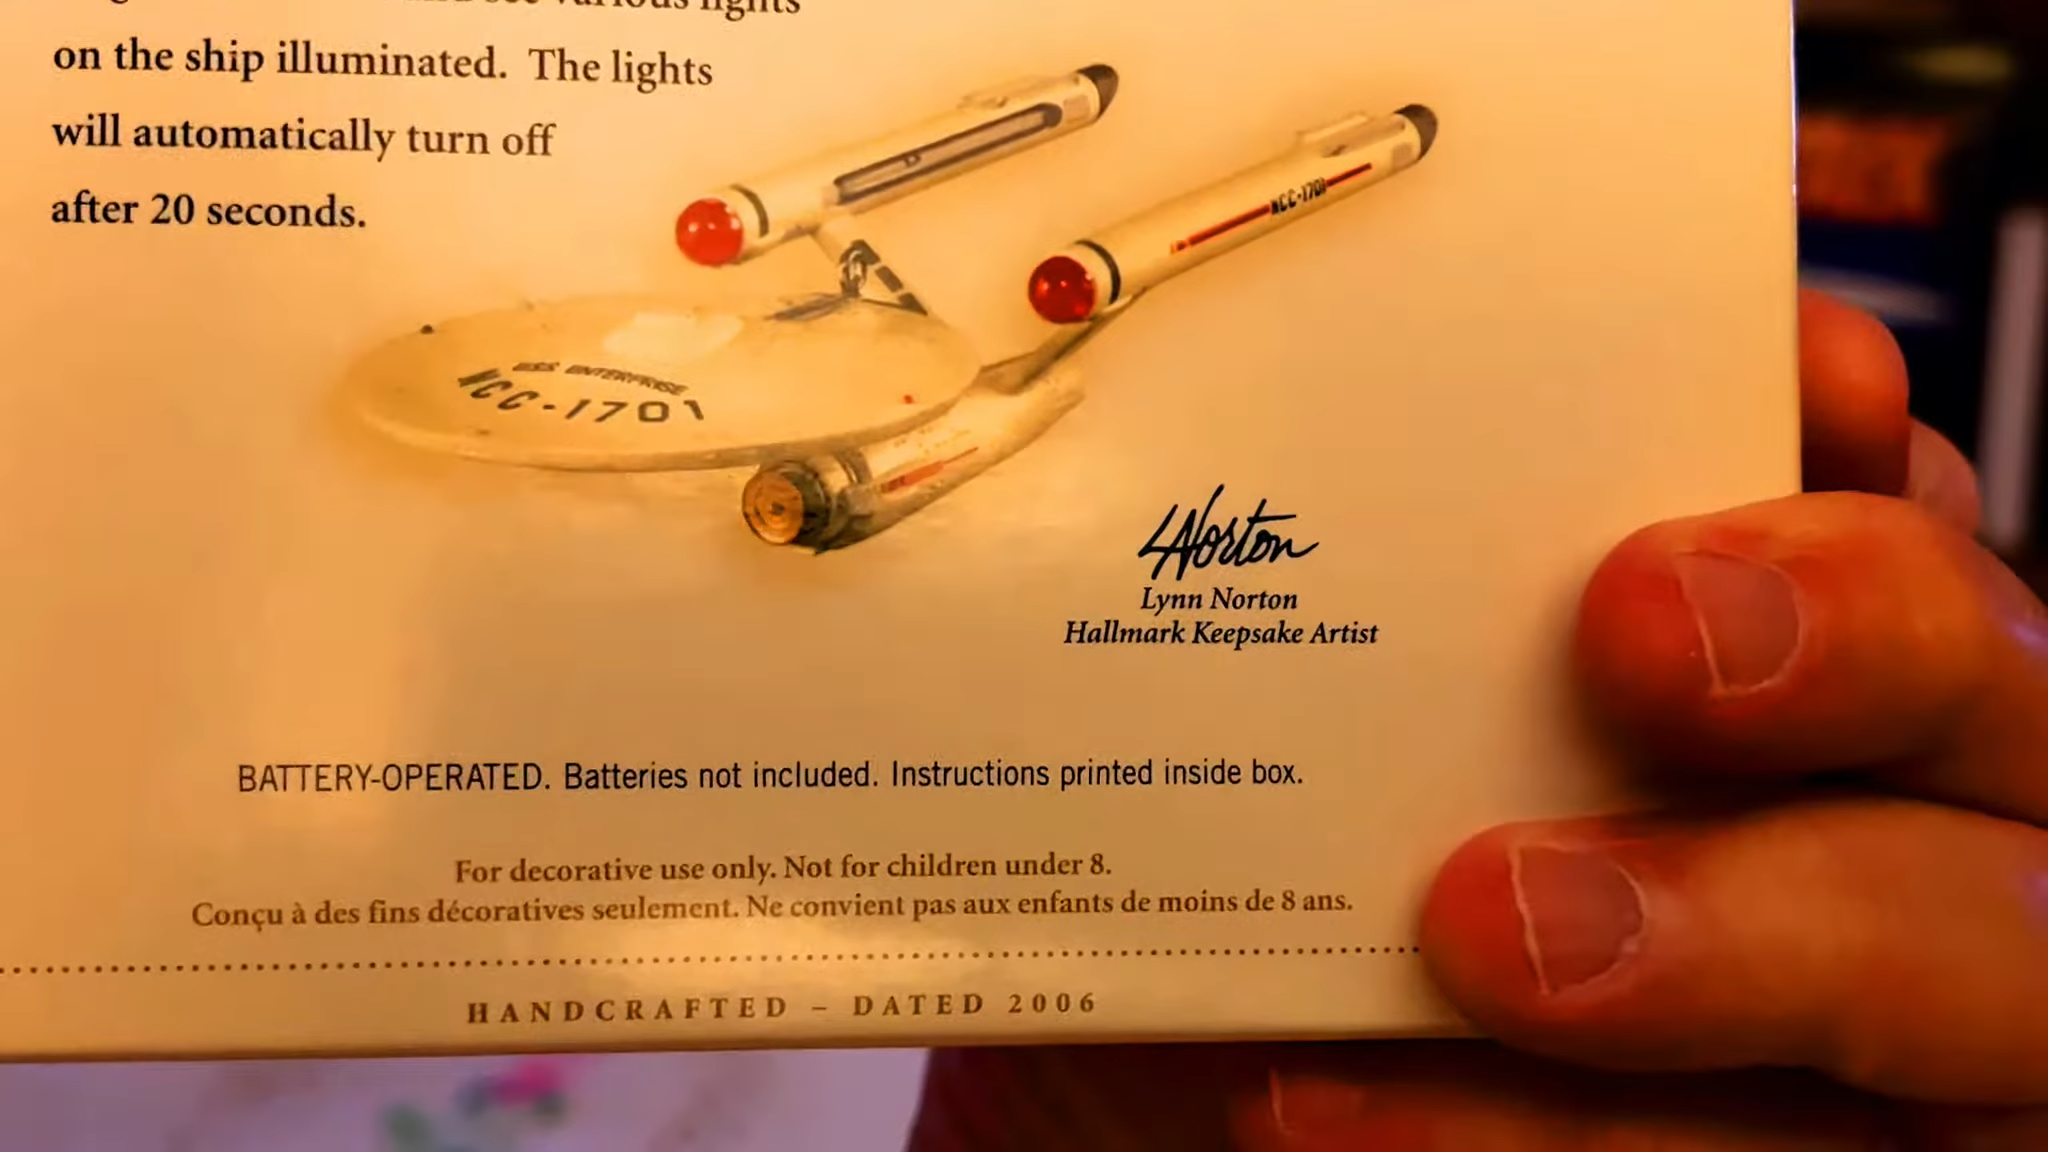 various lights
on the ship illuminated. The lights
will automatically turn off
after 20 seconds.
NCC-1701
USS ENTERPRISE
NCC-1701
LNorton
Lynn Norton
Hallmark Keepsake Artist
BATTERY-OPERATED. Batteries not included. Instructions printed inside box.
For decorative use only. Not for children under 8.
Conçu à des fins décoratives seulement. Ne convient pas aux enfants de moins de 8 ans.
HANDCRAFTED – DATED 2006